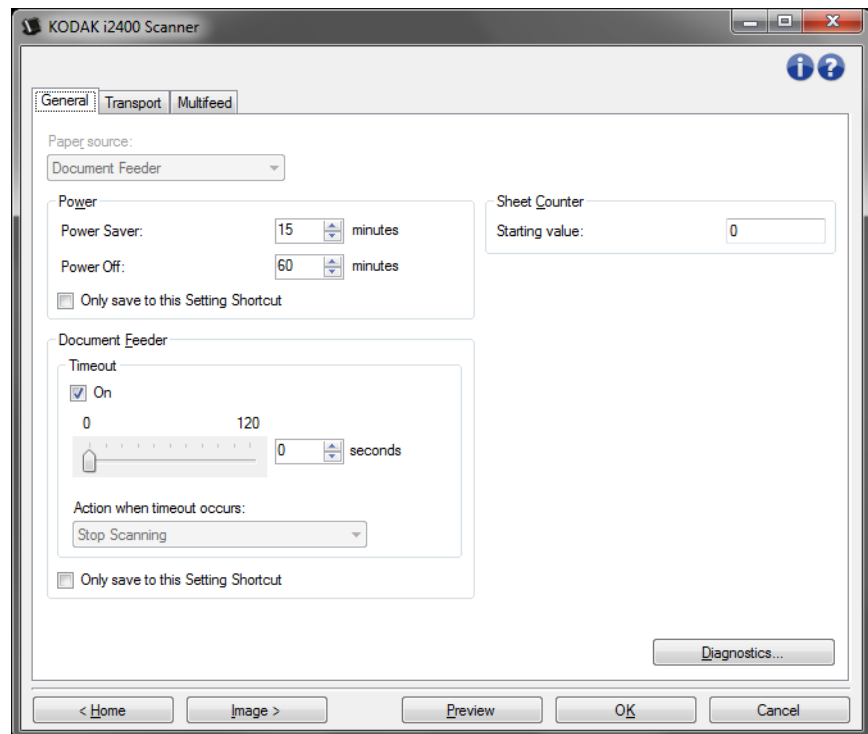 KODAK i2400 Scanner
General Transport Multifeed
Paper source:
Document Feeder
Power
Power Saver: 15 minutes
Power Off: 60 minutes
Only save to this Setting Shortcut
Sheet Counter
Starting value: 0
Document Feeder
Timeout
On
0 120
0 seconds
Action when timeout occurs:
Stop Scanning
Only save to this Setting Shortcut
Diagnostics...
< Home Image > Preview OK Cancel